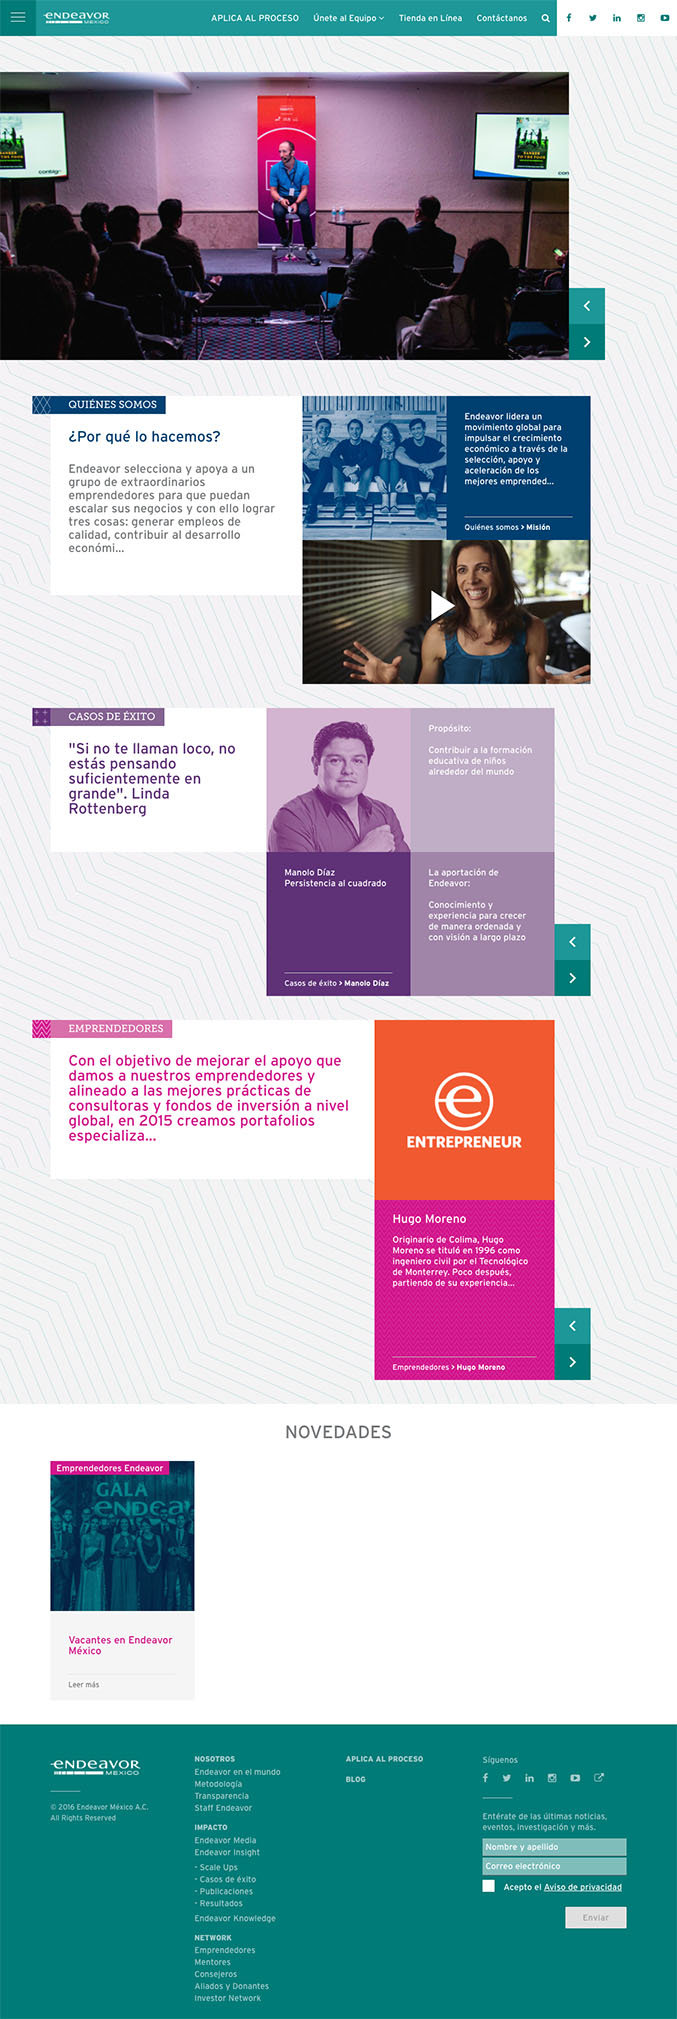 endeavor
MÉXICO
APLICA AL PROCESO
Únete al Equipo
Tienda en Línea
Contáctanos
contig
QUIÉNES SOMOS
¿Por qué lo hacemos?
Endeavor selecciona y apoya a un
grupo de extraordinarios
emprendedores para que puedan
escalar sus negocios y con ello lograr
tres cosas: generar empleos de
calidad, contribuir al desarrollo
económi...
Endeavor lidera un
movimiento global para
impulsar el crecimiento
económico a través de la
selección, apoyo y
aceleración de los
mejores emprended...
Quiénes somos > Misión
CASOS DE ÉXITO
"Si no te llaman loco, no
estás pensando
suficientemente en
grande". Linda
Rottenberg
Propósito:
Contribuir a la formación
educativa de niños
alrededor del mundo
Manolo Díaz
Persistencia al cuadrado
Casos de éxito > Manolo Díaz
La aportación de
Endeavor:
Conocimiento y
experiencia para crecer
de manera ordenada y
con visión a largo plazo
EMPRENDEDORES
Con el objetivo de mejorar el apoyo que
damos a nuestros emprendedores y
alineado a las mejores prácticas de
consultoras y fondos de inversión a nivel
global, en 2015 creamos portafolios
especializa...
e
ENTREPRENEUR
Hugo Moreno
Originario de Colima, Hugo
Moreno se tituló en 1996 como
ingeniero civil por el Tecnológico
de Monterrey. Poco después,
partiendo de su experiencia...
Emprendedores > Hugo Moreno
NOVEDADES
Emprendedores Endeavor
GALA
endea
Vacantes en Endeavor
México
Leer más
endeavor
MÉXICO
© 2016 Endeavor México A.C.
All Rights Reserved
NOSOTROS
Endeavor en el mundo
Metodología
Transparencia
Staff Endeavor
IMPACTO
Endeavor Media
Endeavor Insight
- Scale Ups
- Casos de éxito
- Publicaciones
- Resultados
Endeavor Knowledge
NETWORK
Emprendedores
Mentores
Consejeros
Aliados y Donantes
Investor Network
APLICA AL PROCESO
BLOG
Síguenos
Entérate de las últimas noticias,
eventos, investigación y más.
Nombre y apellido
Correo electrónico
Acepto el Aviso de privacidad
Enviar